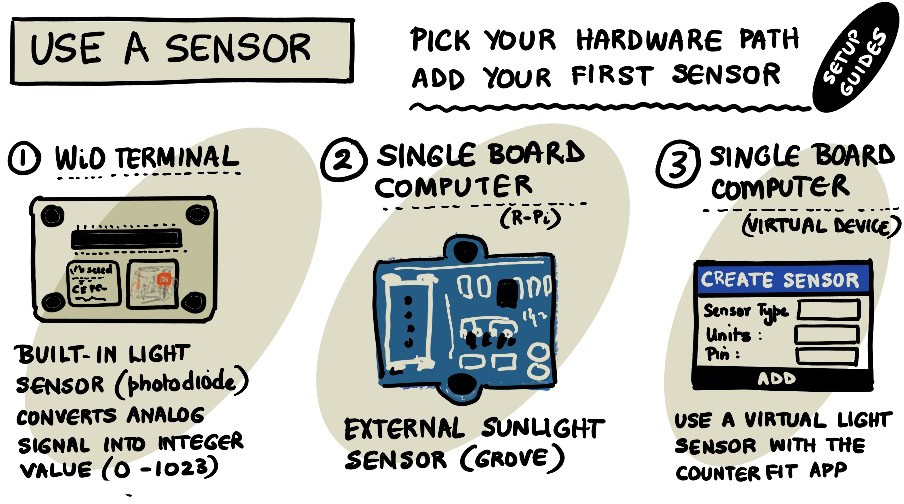 USE A SENSOR
PICK YOUR HARDWARE PATH
ADD YOUR FIRST SENSOR
SETUP
GUIDES
1 WiO TERMINAL
seeed
CE
BUILT-IN LIGHT
SENSOR (photodiode)
CONVERTS ANALOG
SIGNAL INTO INTEGER
VALUE (0-1023)
2 SINGLE BOARD
COMPUTER
(R-Pi)
EXTERNAL SUNLIGHT
SENSOR (GROVE)
3 SINGLE BOARD
COMPUTER
(VIRTUAL DEVICE)
CREATE SENSOR
Sensor Type
Units :
Pin :
ADD
USE A VIRTUAL LIGHT
SENSOR WITH THE
COUNTER FIT APP